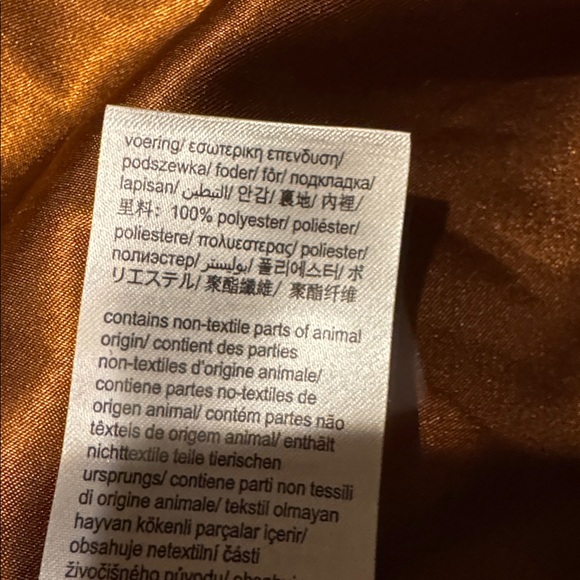 voering/ εσωτερικη επενδυση/
podszewka/ foder/ fôr/ подкладка/
lapisan/ التبطين/ 안감/ 裏地/ 內裡/
里料: 100% polyester/ poliéster/
poliestere/ πολυεστερας/ poliester/
полиэстер/ بوليستر/ 폴리에스터/ ポ
リエステル/ 聚酯纖維/ 聚酯纤维
contains non-textile parts of animal
origin/ contient des parties
non-textiles d'origine animale/
contiene partes no-textiles de
origen animal/ contém partes não
têxteis de origem animal/ enthält
nichttextile teile tierischen
ursprungs/ contiene parti non tessili
di origine animale/ tekstil olmayan
hayvan kökenli parçalar içerir/
obsahuje netextilní části
živočišného původu/ obsahuje